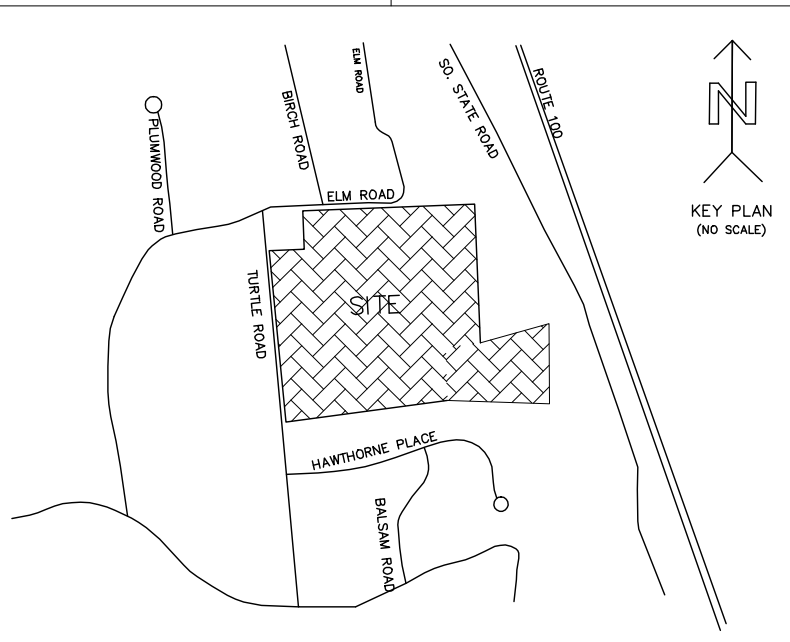 ELM ROAD
SO. STATE ROAD
ROUTE 100
BIRCH ROAD
PLUMWOOD ROAD
N
ELM ROAD
KEY PLAN
(NO SCALE)
TURTLE ROAD
SITE
HAWTHORNE PLACE
BALSAM ROAD